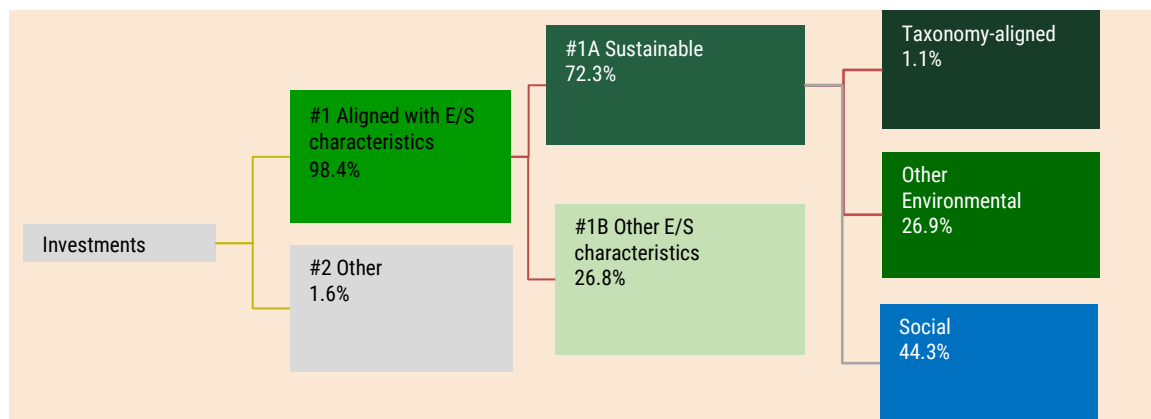 Investments
#1 Aligned with E/S
characteristics
98.4%
#2 Other
1.6%
#1A Sustainable
72.3%
#1B Other E/S
characteristics
26.8%
Taxonomy-aligned
1.1%
Other
Environmental
26.9%
Social
44.3%